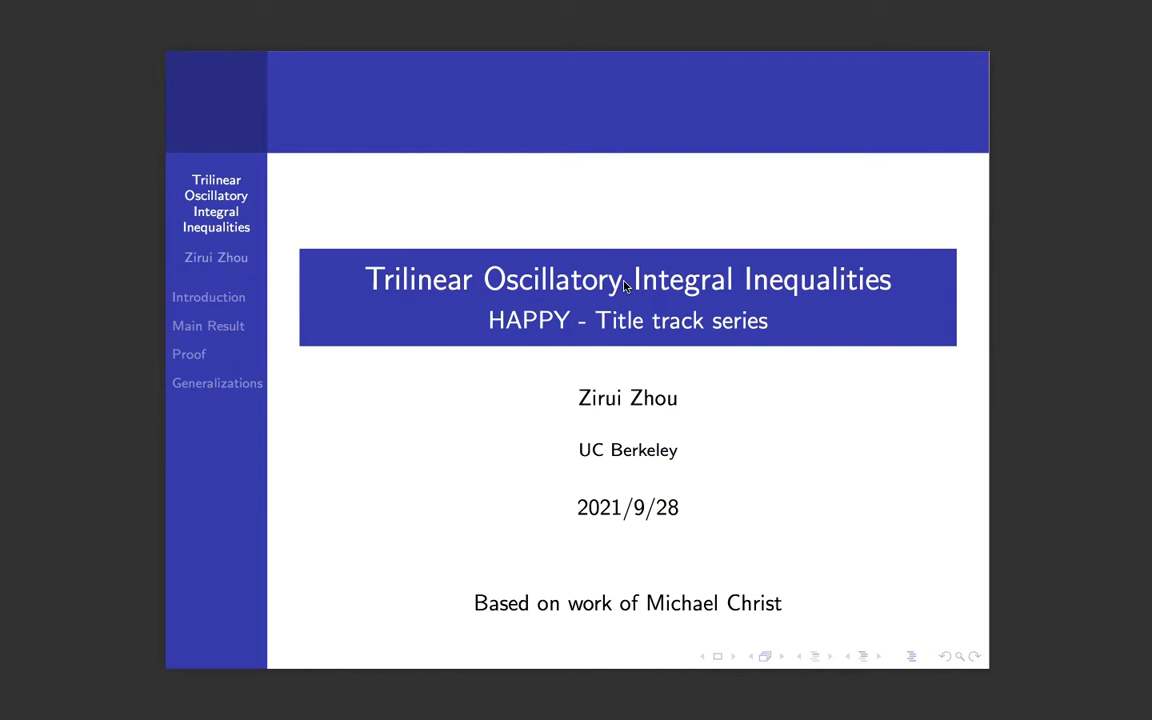 Trilinear
Oscillatory
Integral
Inequalities
Zirui Zhou
Introduction
Main Result
Proof
Generalizations
Trilinear Oscillatory Integral Inequalities
HAPPY - Title track series
Zirui Zhou
UC Berkeley
2021/9/28
Based on work of Michael Christ